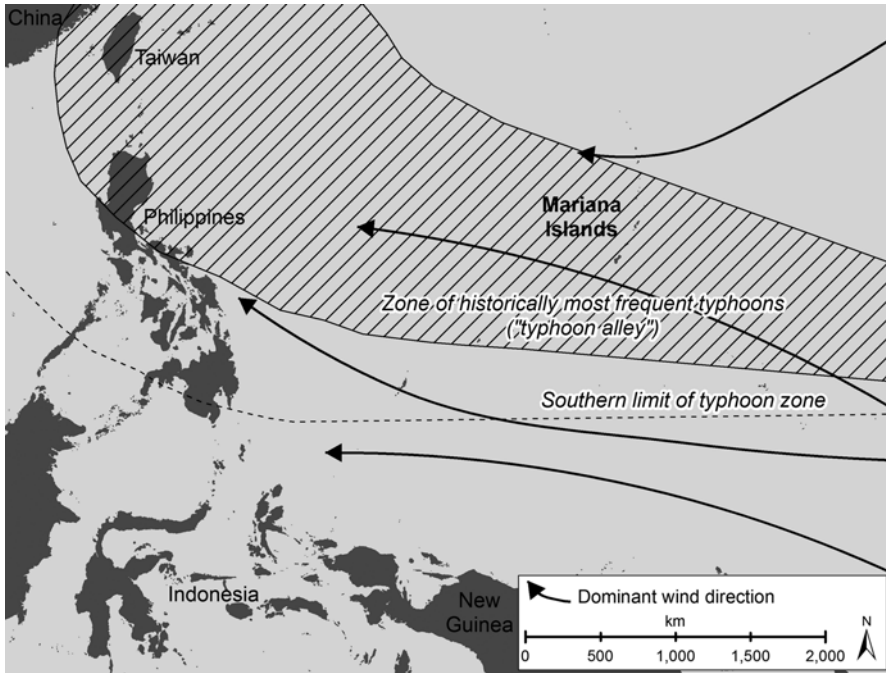 China
Taiwan
Philippines
Mariana
Islands
Zone of historically most frequent typhoons
("typhoon alley")
Southern limit of typhoon zone
Indonesia
New
Guinea
Dominant wind direction
km
0 500 1,000 1,500 2,000
N